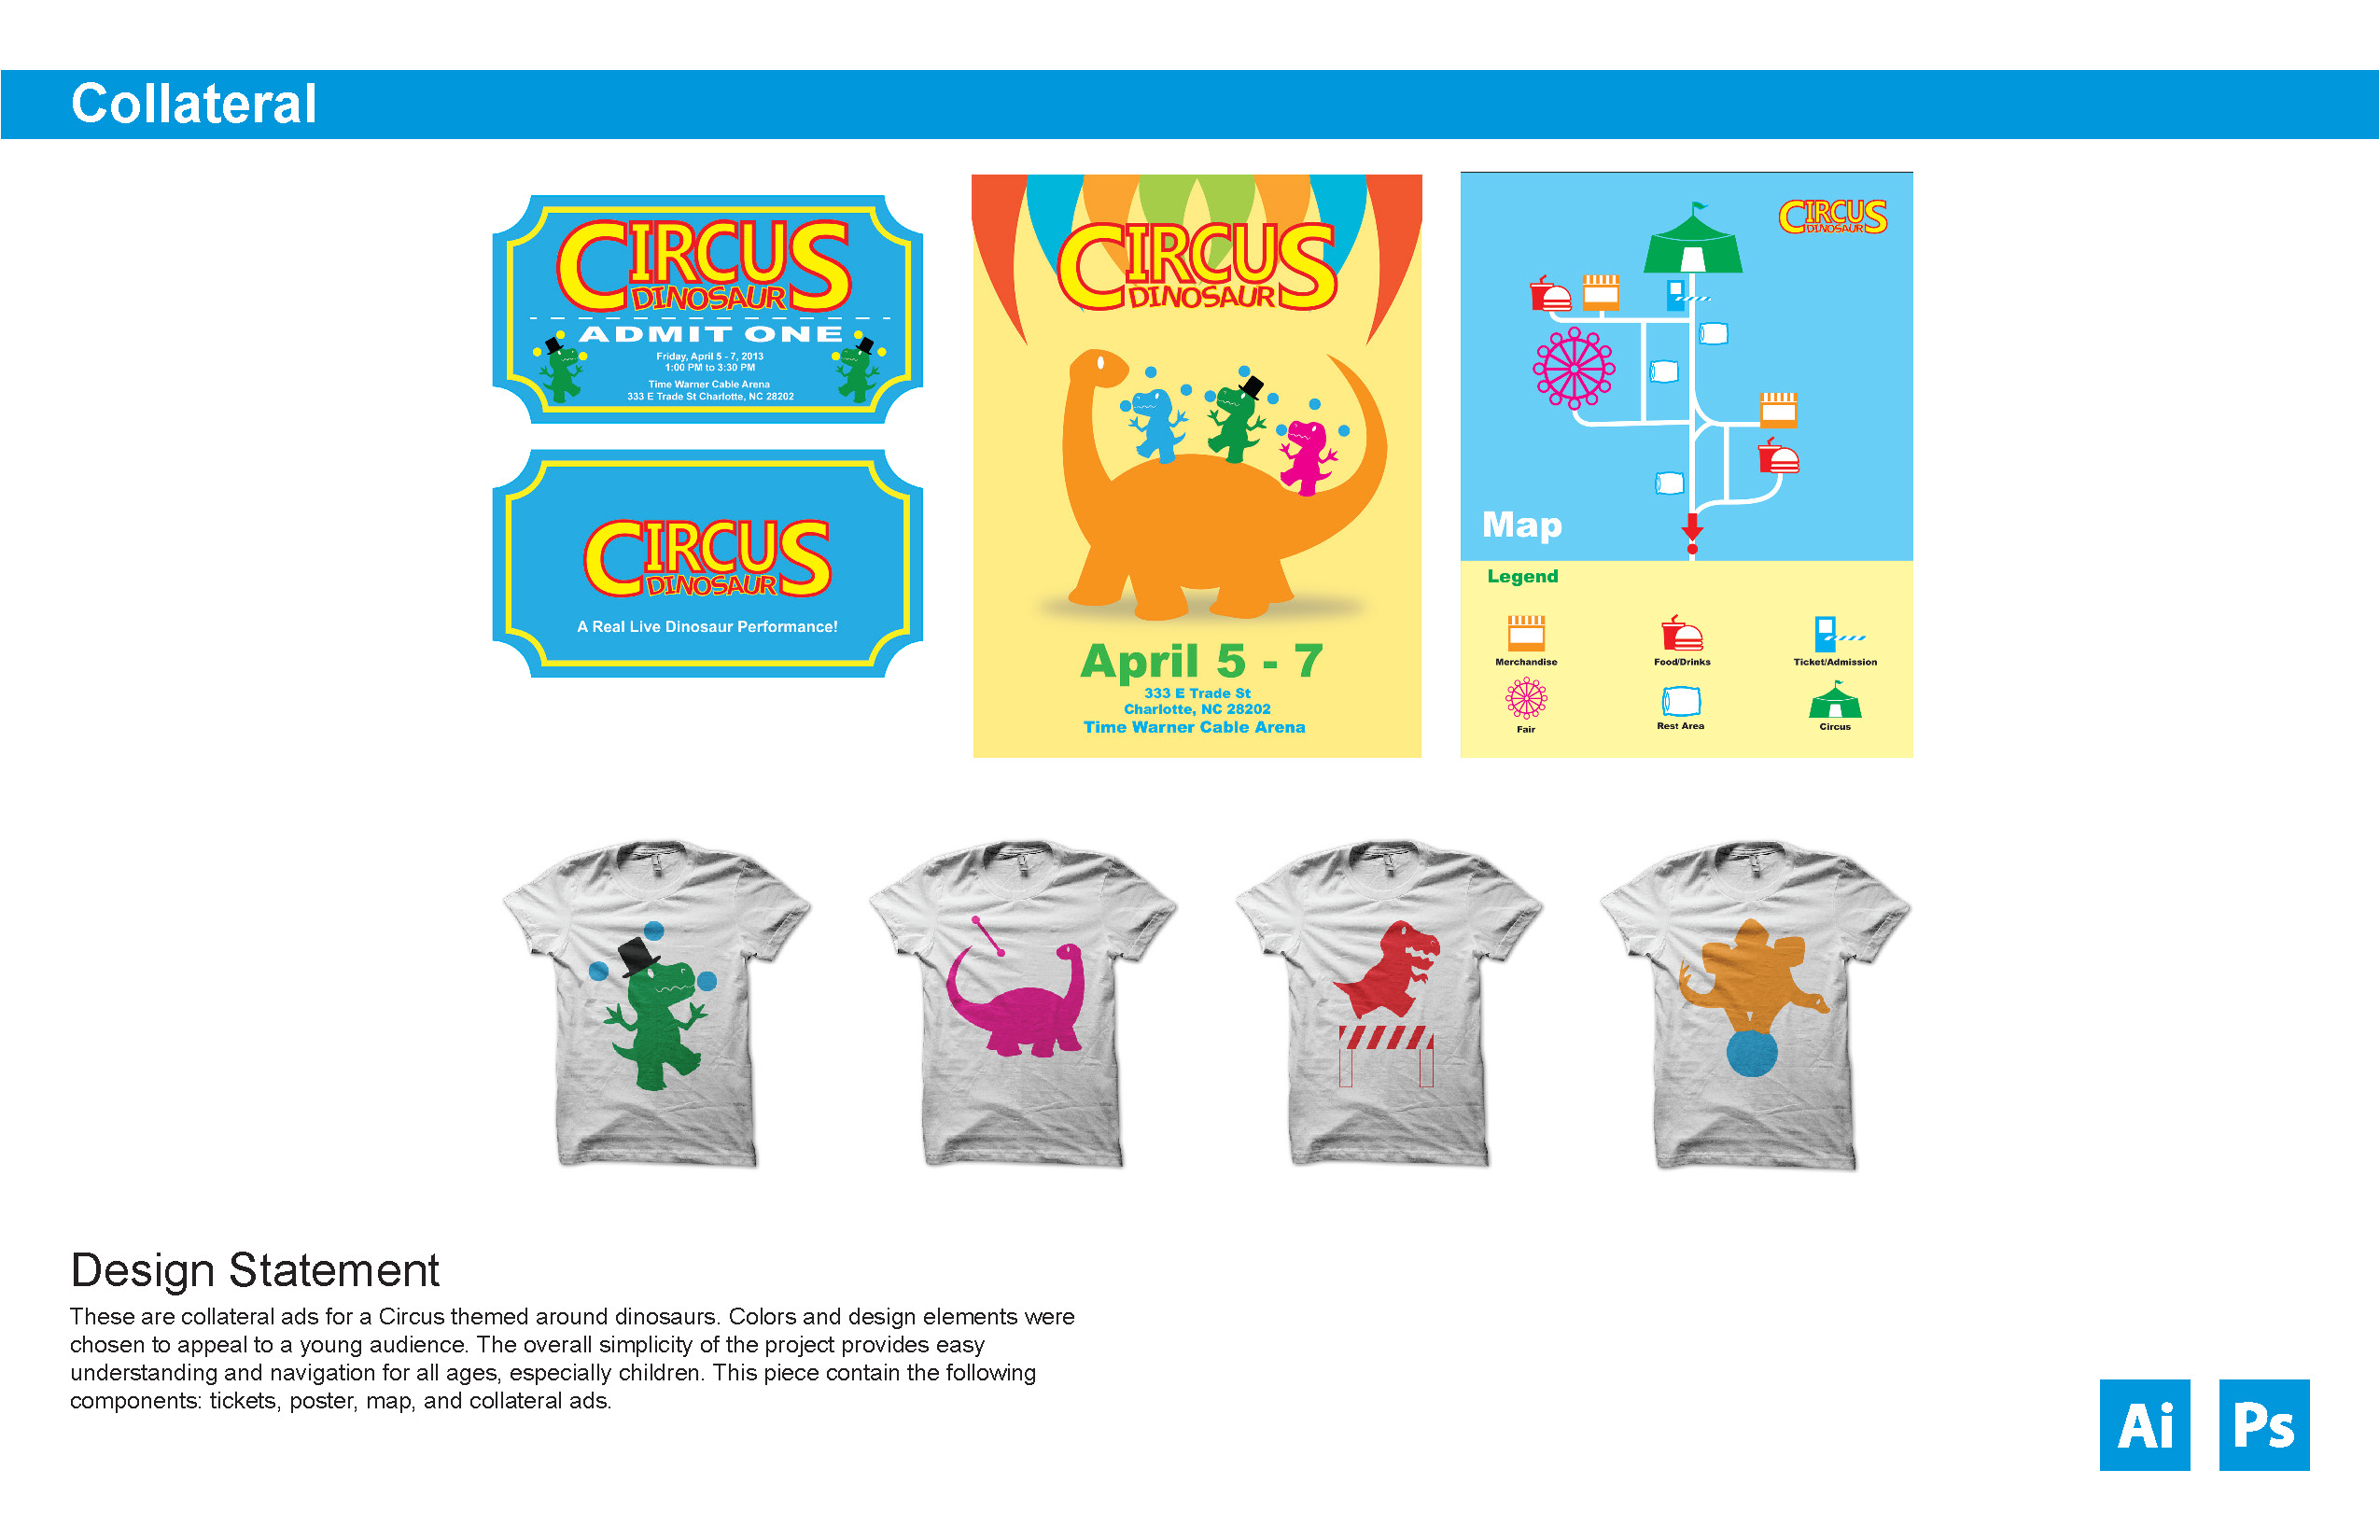 Collateral
CIRCUS
DINOSAUR
ADMIT ONE
Friday, April 5 - 7, 2013
1:00 PM to 3:30 PM
Time Warner Cable Arena
333 E Trade St Charlotte, NC 28202
CIRCUS
DINOSAUR
A Real Live Dinosaur Performance!
CIRCUS
DINOSAUR
April 5 - 7
333 E Trade St
Charlotte, NC 28202
Time Warner Cable Arena
CIRCUS
DINOSAUR
Map
Legend
Merchandise
Food/Drinks
Ticket/Admission
Fair
Rest Area
Circus
Design Statement
These are collateral ads for a Circus themed around dinosaurs. Colors and design elements were
chosen to appeal to a young audience. The overall simplicity of the project provides easy
understanding and navigation for all ages, especially children. This piece contain the following
components: tickets, poster, map, and collateral ads.
Ai
Ps